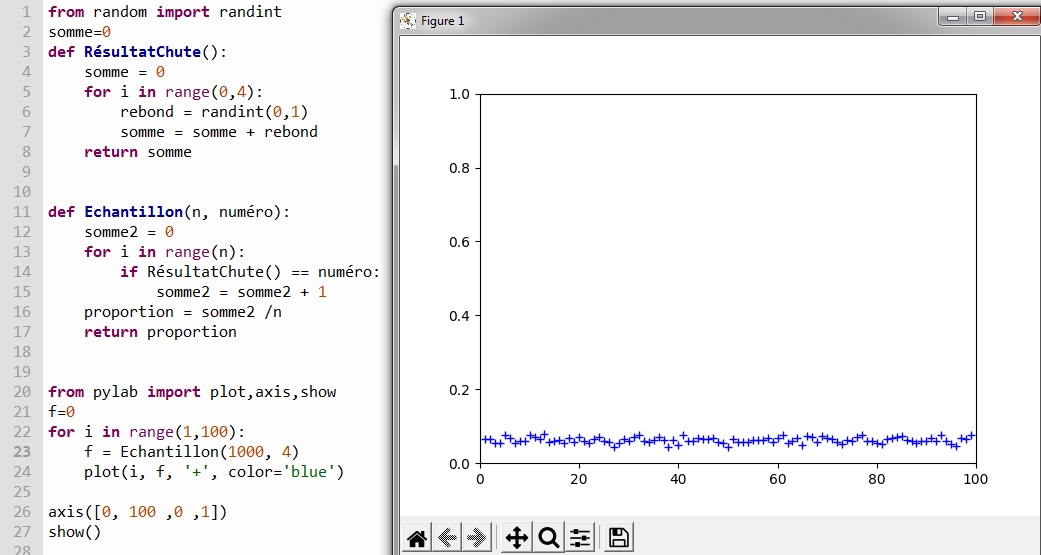 1 from random import randint
2 somme=0
3 def RésultatChute():
4     somme = 0
5     for i in range(0,4):
6         rebond = randint(0,1)
7         somme = somme + rebond
8     return somme
9
10
11 def Echantillon(n, numéro):
12     somme2 = 0
13     for i in range(n):
14         if RésultatChute() == numéro:
15             somme2 = somme2 + 1
16     proportion = somme2 /n
17     return proportion
18
19
20 from pylab import plot,axis,show
21 f=0
22 for i in range(1,100):
23     f = Echantillon(1000, 4)
24     plot(i, f, '+', color='blue')
25
26 axis([0, 100 ,0 ,1])
27 show()
28
Figure 1
1.0
0.8
0.6
0.4
0.2
0.0
0 20 40 60 80 100